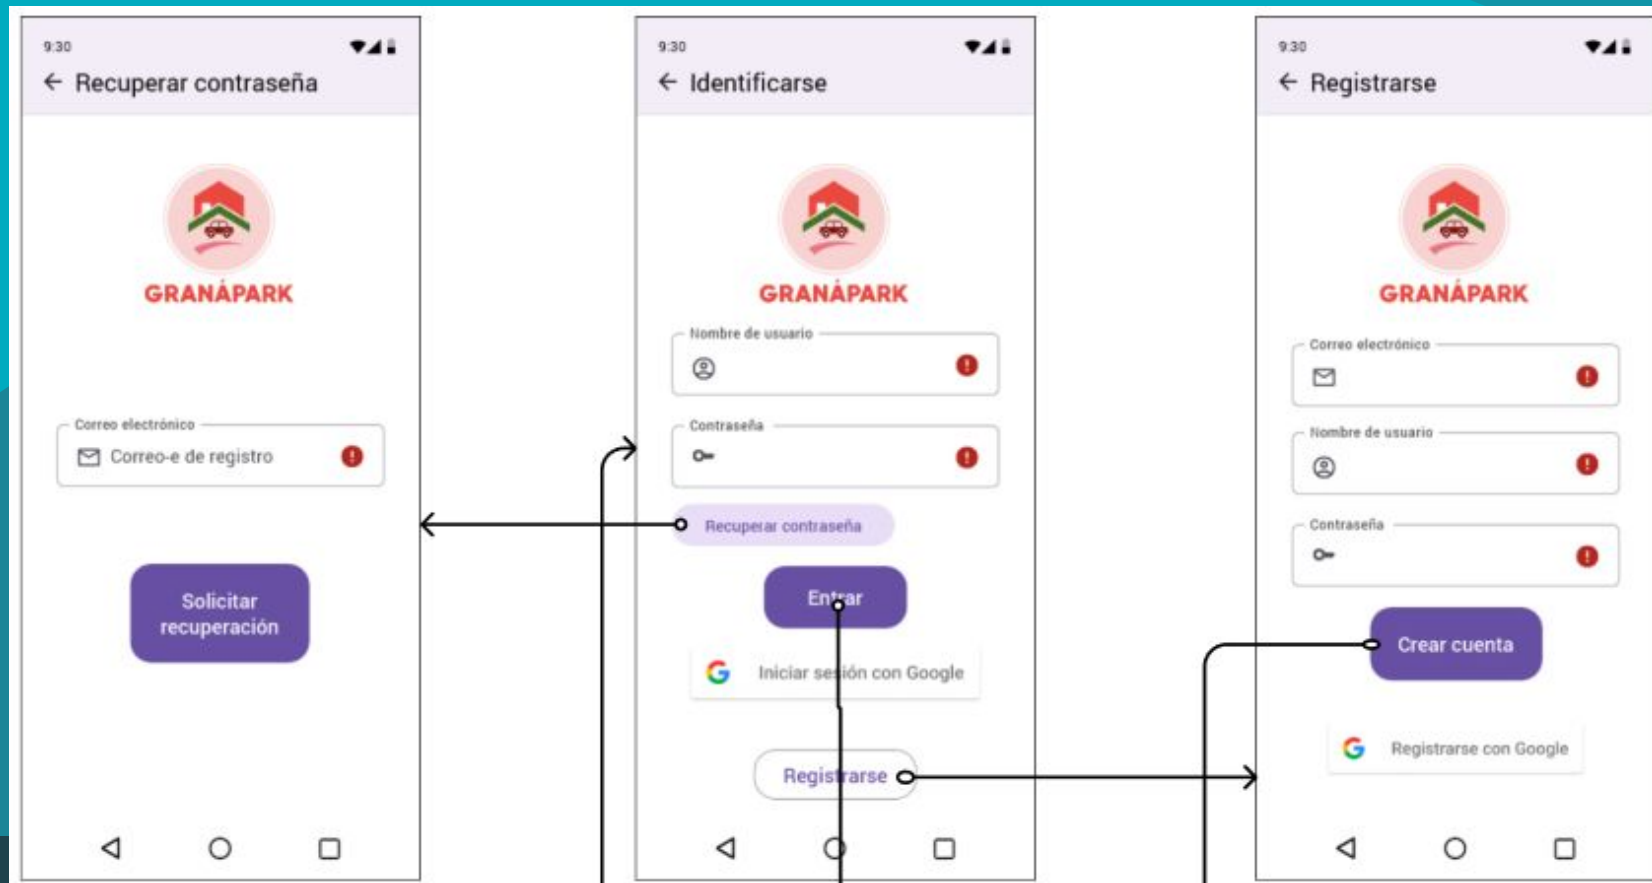 9:30
Recuperar contraseña
GRANÁPARK
Correo electrónico
Correo-e de registro
Solicitar
recuperación
9:30
Identificarse
GRANÁPARK
Nombre de usuario
Contraseña
Recuperar contraseña
Entrar
Iniciar sesión con Google
Registrarse
9:30
Registrarse
GRANÁPARK
Correo electrónico
Nombre de usuario
Contraseña
Crear cuenta
Registrarse con Google